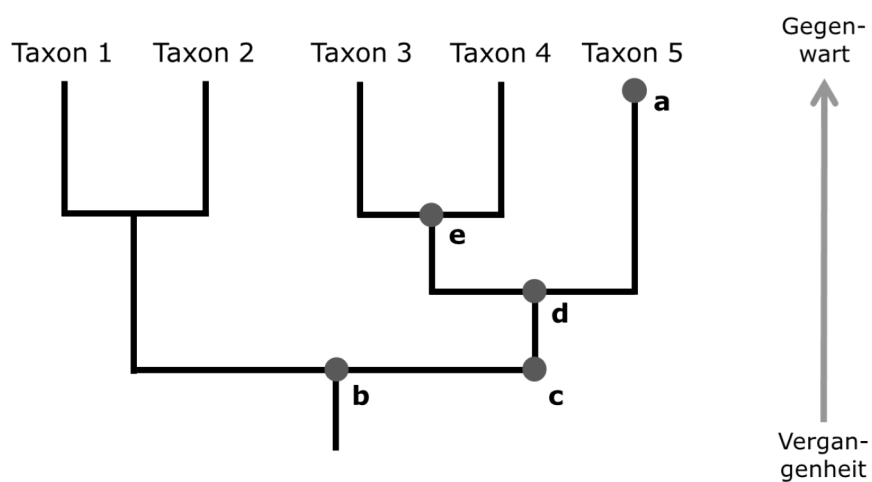 Gegen-
wart
Taxon 1 Taxon 2 Taxon 3 Taxon 4 Taxon 5
a
e
d
b
c
Vergan-
genheit